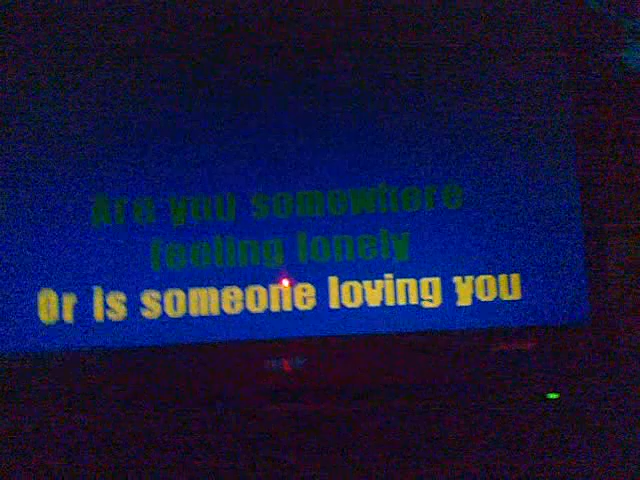 Are you somewhere
feeling lonely
Or is someone loving you